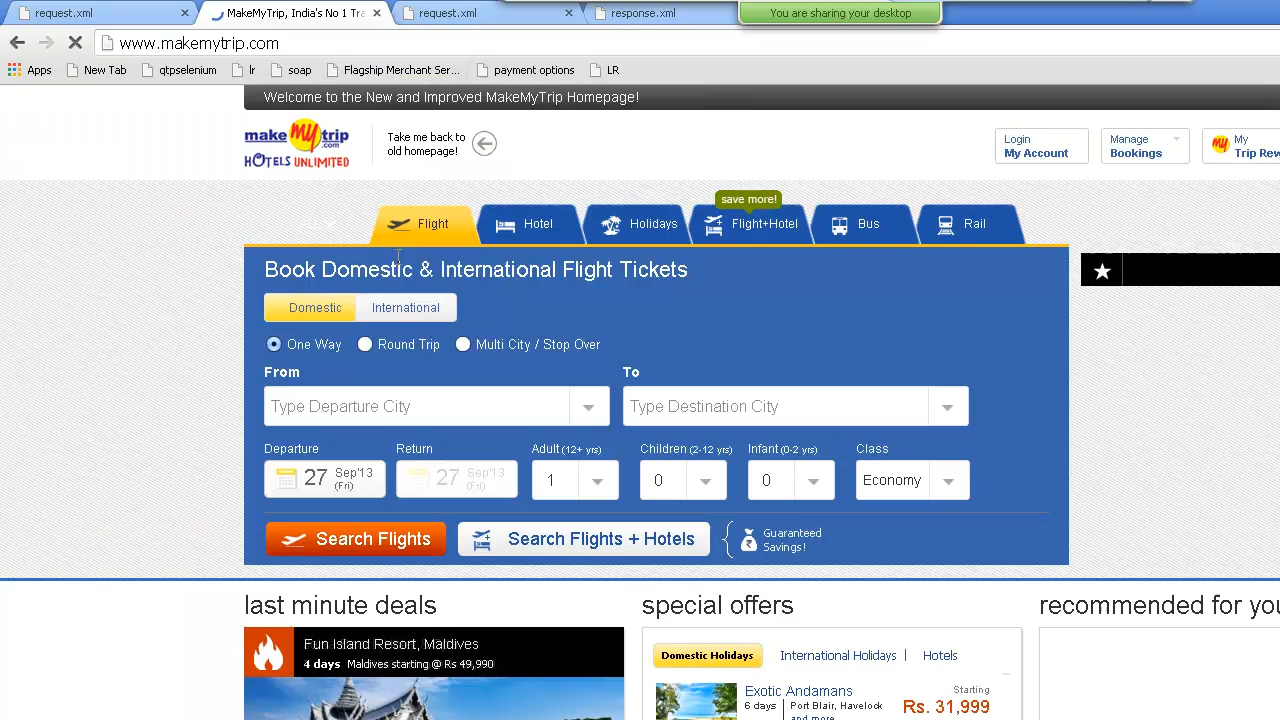 request.xml
MakeMyTrip, India's No 1 Tra
request.xml
response.xml
You are sharing your desktop
www.makemytrip.com
Apps
New Tab
qtpselenium
lr
soap
Flagship Merchant Ser...
payment options
LR
Welcome to the New and Improved MakeMyTrip Homepage!
make my trip
.com
HOTELS UNLIMITED
Take me back to
old homepage!
Login
My Account
Manage
Bookings
my
My
Trip Rew
save more!
Flight
Hotel
Holidays
Flight+Hotel
Bus
Rail
Book Domestic & International Flight Tickets
Domestic
International
One Way
Round Trip
Multi City / Stop Over
From
To
Type Departure City
Type Destination City
Departure
Return
Adult (12+ yrs)
Children (2-12 yrs)
Infant (0-2 yrs)
Class
27 Sep'13
(Fri)
27 Sep'13
(Fri)
1
0
0
Economy
Search Flights
Search Flights + Hotels
Guaranteed
Savings!
last minute deals
special offers
recommended for you
Fun Island Resort, Maldives
4 days Maldives starting @ Rs 49,990
Domestic Holidays
International Holidays |
Hotels
Exotic Andamans
6 days
Port Blair, Havelock
and more
Starting
Rs. 31,999